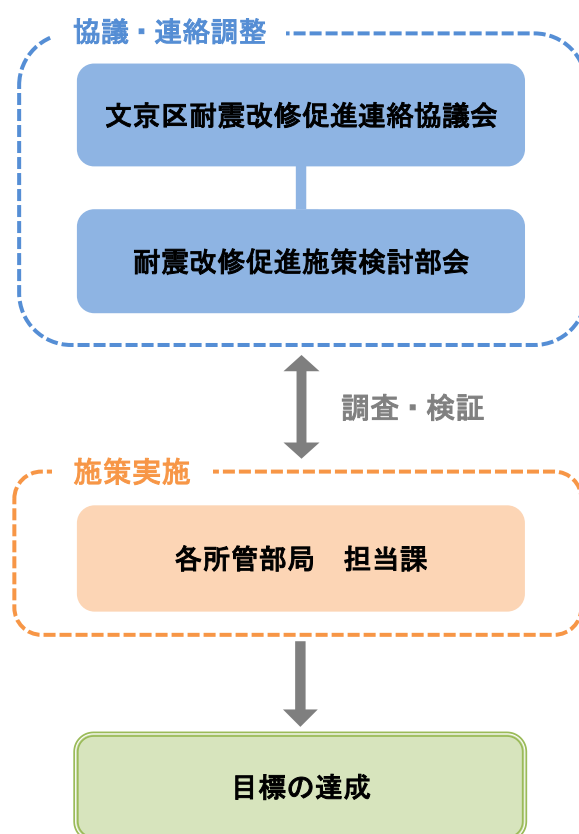 協議・連絡調整
文京区耐震改修促進連絡協議会
耐震改修促進施策検討部会
調査・検証
施策実施
各所管部局　担当課
目標の達成